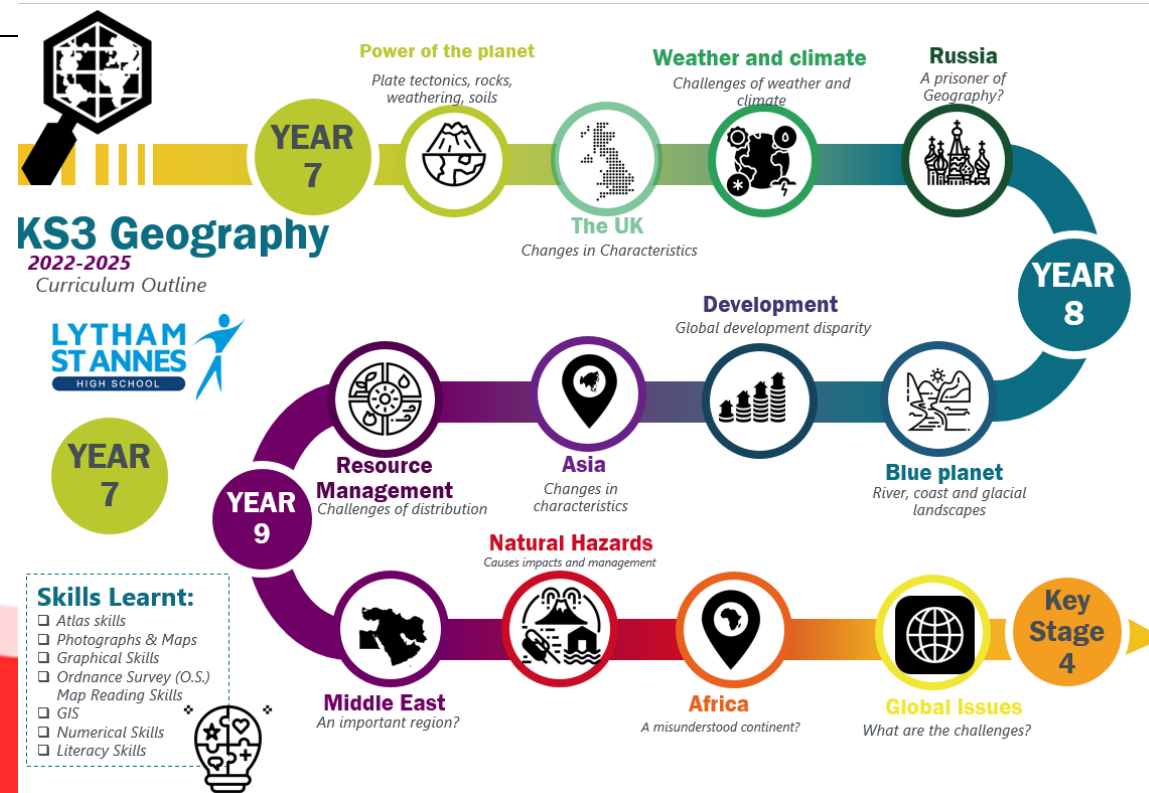 Power of the planet
Plate tectonics, rocks,
weathering, soils
Weather and climate
Challenges of weather and
climate
Russia
A prisoner of
Geography?
YEAR
7
The UK
Changes in Characteristics
KS3 Geography
2022-2025
Curriculum Outline
LYTHAM
ST ANNES
HIGH SCHOOL
YEAR
8
Development
Global development disparity
Resource
Management
Challenges of distribution
Asia
Changes in
characteristics
Blue planet
River, coast and glacial
landscapes
YEAR
7
YEAR
9
Natural Hazards
Causes impacts and management
Skills Learnt:
Atlas skills
Photographs & Maps
Graphical Skills
Ordnance Survey (O.S.)
Map Reading Skills
GIS
Numerical Skills
Literacy Skills
Middle East
An important region?
Africa
A misunderstood continent?
Global Issues
What are the challenges?
Key
Stage
4